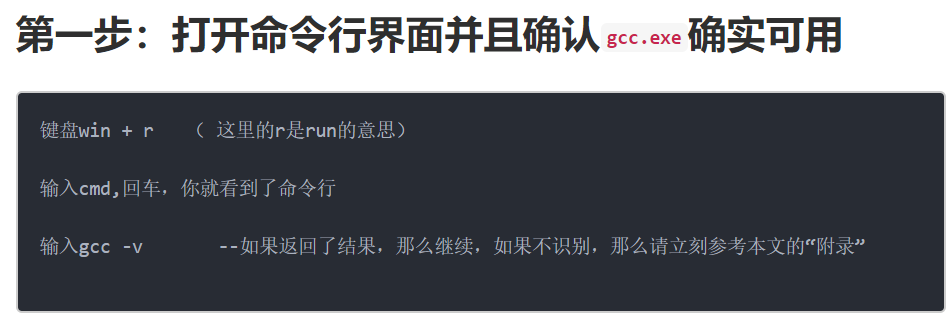 第一步：打开命令行界面并且确认gcc.exe确实可用
键盘win + r （ 这里的r是run的意思）
输入cmd,回车，你就看到了命令行
输入gcc -v --如果返回了结果，那么继续，如果不识别，那么请立刻参考本文的“附录”